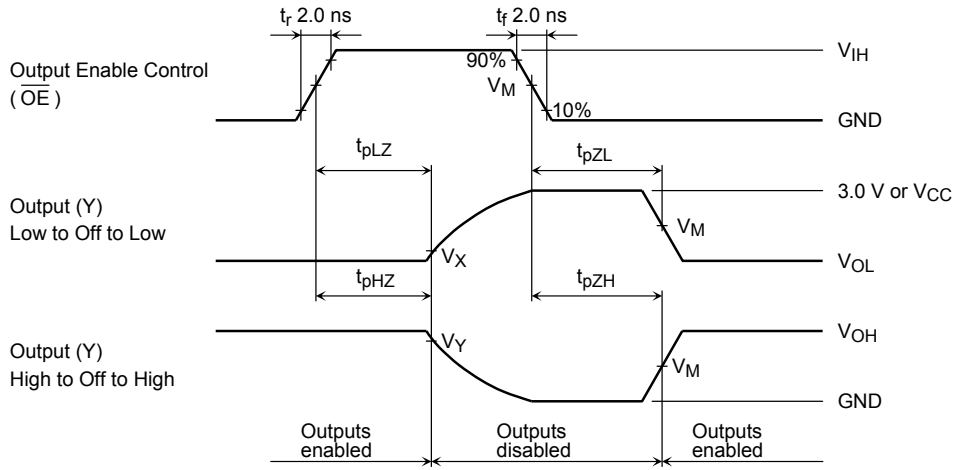 tr 2.0 ns
tf 2.0 ns
Output Enable Control
( OE )
90%
VM
10%
VIH
GND
tpLZ
tpZL
Output (Y)
Low to Off to Low
VX
VM
3.0 V or VCC
VOL
tpHZ
tpZH
Output (Y)
High to Off to High
VY
VM
VOH
GND
Outputs
enabled
Outputs
disabled
Outputs
enabled